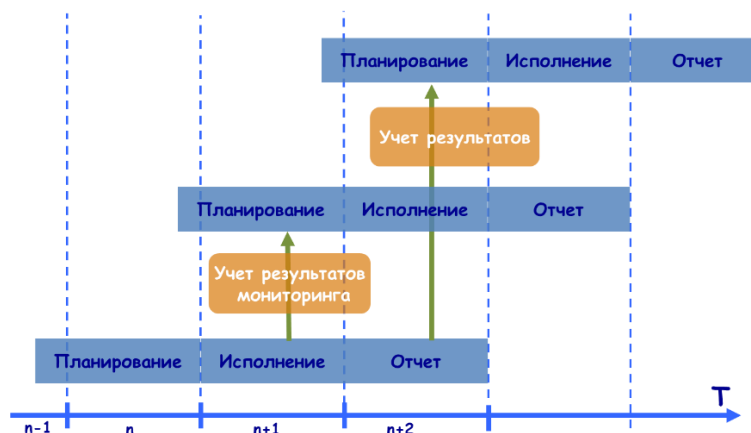 Планирование Исполнение Отчет
Учет результатов
Планирование Исполнение Отчет
Учет результатов
мониторинга
Планирование Исполнение Отчет
T
n-1 n n+1 n+2